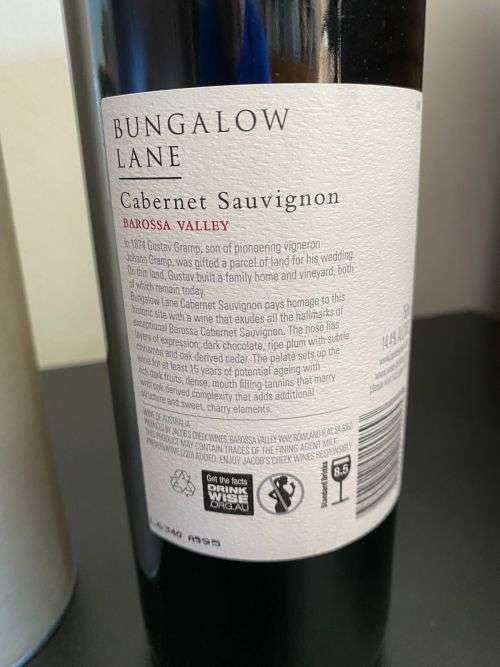 BUNGALOW
LANE
Cabernet Sauvignon
BAROSSA VALLEY
In 1874 Gustav Gramp, son of pioneering vigneron
Johann Gramp, was gifted a parcel of land for his wedding.
On this land, Gustav built a family home and vineyard, both
of which remain today.
Bungalow Lane Cabernet Sauvignon pays homage to this
historic site with a wine that exudes all the hallmarks of
exceptional Barossa Cabernet Sauvignon. The nose has
layers of expression; dark chocolate, ripe plum with subtle
cinnamon and oak derived cedar. The palate sets up the
wine for at least 15 years of potential ageing with
rich dark fruits, dense, mouth filling tannins that marry
with oak derived complexity that adds additional
structure and sweet, charry elements.
WINE OF AUSTRALIA
PRODUCED BY JACOB'S CREEK WINES, BAROSSA VALLEY WAY, ROWLAND FLAT, SA 5352
THIS PRODUCT MAY CONTAIN TRACES OF THE FINING AGENT MILK
PRESERVATIVE (220) ADDED. ENJOY JACOB'S CREEK WINES RESPONSIBLY
Get the facts
DRINK
WISE
.ORG.AU
Standard Drinks
8.5
14.4%